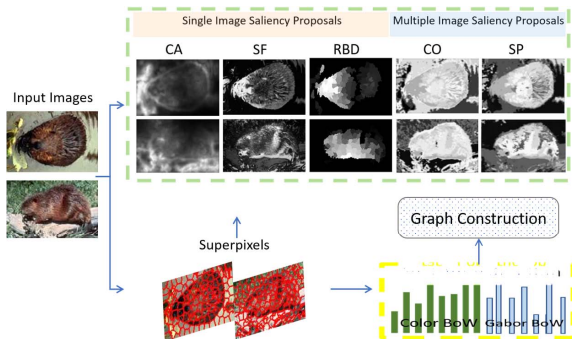 Single Image Saliency Proposals
Multiple Image Saliency Proposals
CA SF RBD CO SP
Input Images
Superpixels
Graph Construction
Color BoW
Gabor BoW